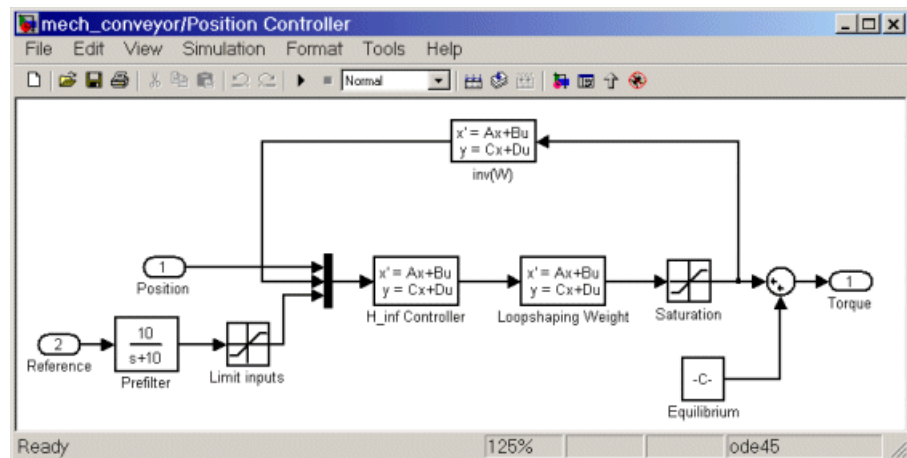 mech_conveyor/Position Controller
File Edit View Simulation Format Tools Help
Normal
x' = Ax+Bu
y = Cx+Du
inv(W)
1
Position
x' = Ax+Bu
y = Cx+Du
H_inf Controller
x' = Ax+Bu
y = Cx+Du
Loopshaping Weight
Saturation
1
Torque
2
Reference
10
s+10
Prefilter
Limit inputs
-C-
Equilibrium
Ready 125% ode45